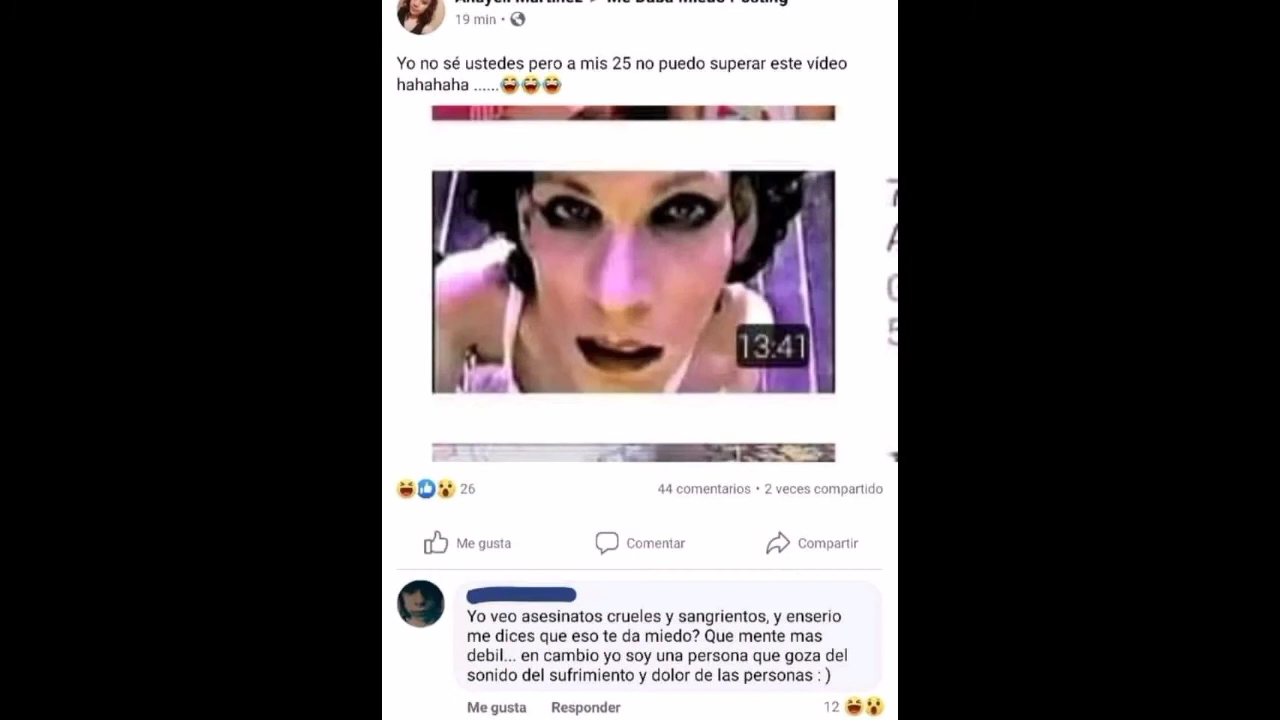 19 min
Yo no sé ustedes pero a mis 25 no puedo superar este vídeo
hahahaha ......😂😂😂
13:41
26
44 comentarios • 2 veces compartido
Me gusta
Comentar
Compartir
Yo veo asesinatos crueles y sangrientos, y enserio
me dices que eso te da miedo? Que mente mas
debil... en cambio yo soy una persona que goza del
sonido del sufrimiento y dolor de las personas : )
Me gusta Responder
12